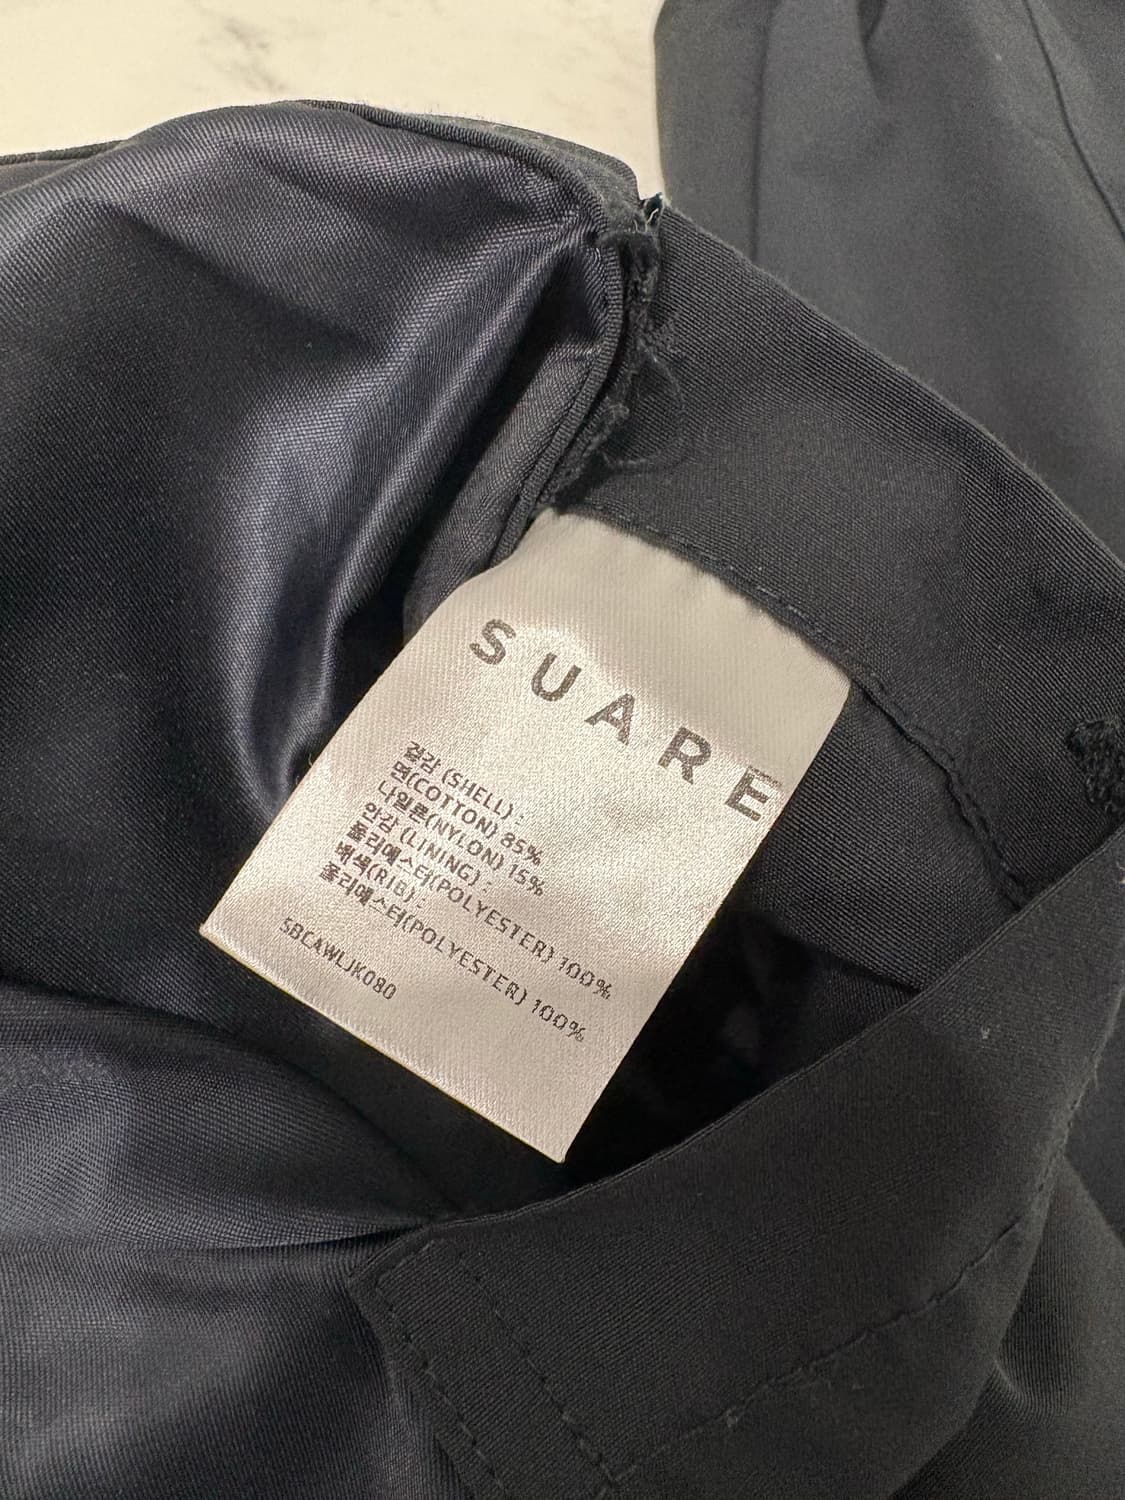 SUARE
겉감 (SHELL) :
면(COTTON) 85%
나일론(NYLON) 15%
안감 (LINING) :
폴리에스터(POLYESTER) 100%
배색(RIB) :
폴리에스터(POLYESTER) 100%
SBCAWLJK080